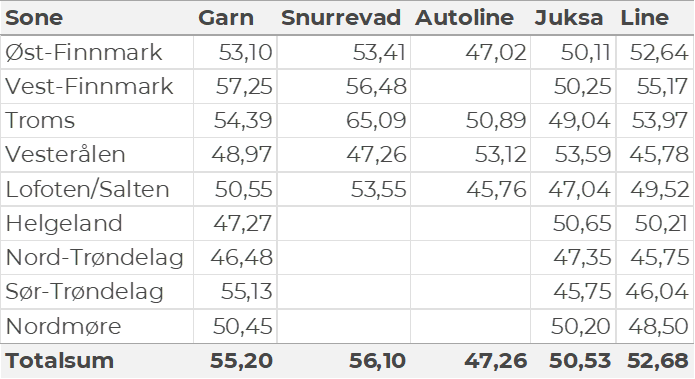 Sone Garn Snurrevad Autoline Juksa Line
Øst-Finnmark 53,10 53,41 47,02 50,11 52,64
Vest-Finnmark 57,25 56,48 50,25 55,17
Troms 54,39 65,09 50,89 49,04 53,97
Vesterålen 48,97 47,26 53,12 53,59 45,78
Lofoten/Salten 50,55 53,55 45,76 47,04 49,52
Helgeland 47,27 50,65 50,21
Nord-Trøndelag 46,48 47,35 45,75
Sør-Trøndelag 55,13 45,75 46,04
Nordmøre 50,45 50,20 48,50
Totalsum 55,20 56,10 47,26 50,53 52,68